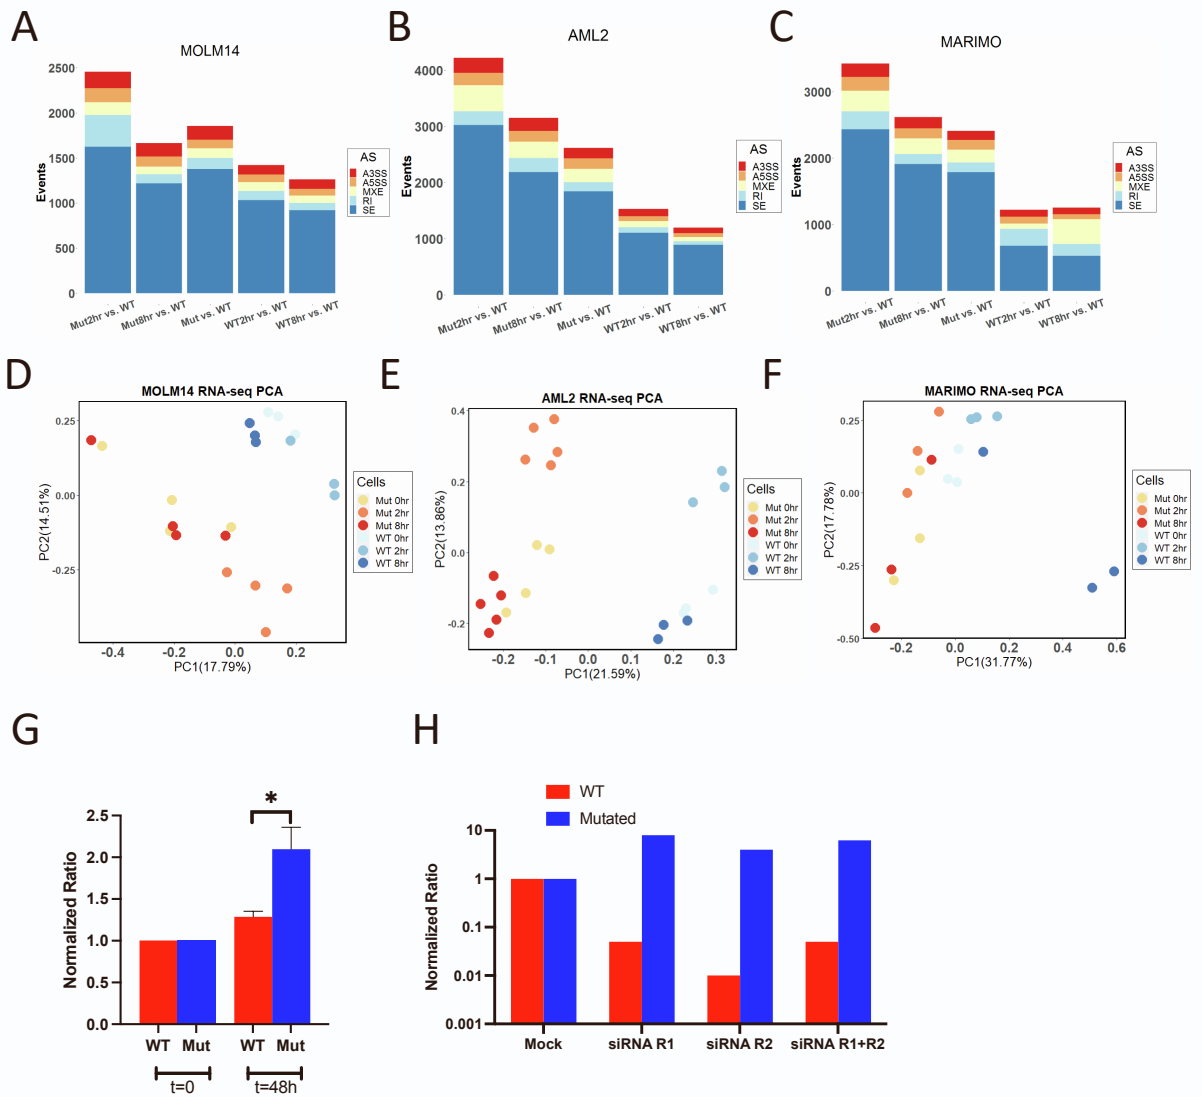 A
B
C
MOLM14
AML2
MARIMO
Events
2500
2000
1500
1000
500
0
Mut2hr vs. WT
Mut8hr vs. WT
Mut vs. WT
WT2hr vs. WT
WT8hr vs. WT
AS
A3SS
A5SS
MXE
RI
SE
Events
4000
3000
2000
1000
0
Mut2hr vs. WT
Mut8hr vs. WT
Mut vs. WT
WT2hr vs. WT
WT8hr vs. WT
AS
A3SS
A5SS
MXE
RI
SE
Events
3000
2000
1000
0
Mut2hr vs. WT
Mut8hr vs. WT
Mut vs. WT
WT2hr vs. WT
WT8hr vs. WT
AS
A3SS
A5SS
MXE
RI
SE
D
E
F
MOLM14 RNA-seq PCA
PC2(14.51%)
0.25
0.00
-0.25
-0.4
-0.2
0.0
0.2
PC1(17.79%)
Cells
Mut 0hr
Mut 2hr
Mut 8hr
WT 0hr
WT 2hr
WT 8hr
AML2 RNA-seq PCA
PC2(13.86%)
0.4
0.2
0.0
-0.2
-0.2
-0.1
0.0
0.1
0.2
0.3
PC1(21.59%)
Cells
Mut 0hr
Mut 2hr
Mut 8hr
WT 0hr
WT 2hr
WT 8hr
MARIMO RNA-seq PCA
PC2(17.78%)
0.25
0.00
-0.25
-0.50
-0.2
0.0
0.2
0.4
0.6
PC1(31.77%)
Cells
Mut 0hr
Mut 2hr
Mut 8hr
WT 0hr
WT 2hr
WT 8hr
G
H
Normalized Ratio
2.5
2.0
1.5
1.0
0.5
0.0
*
WT
Mut
WT
Mut
t=0
t=48h
WT
Mutated
Normalized Ratio
10
1
0.1
0.01
0.001
Mock
siRNA R1
siRNA R2
siRNA R1+R2